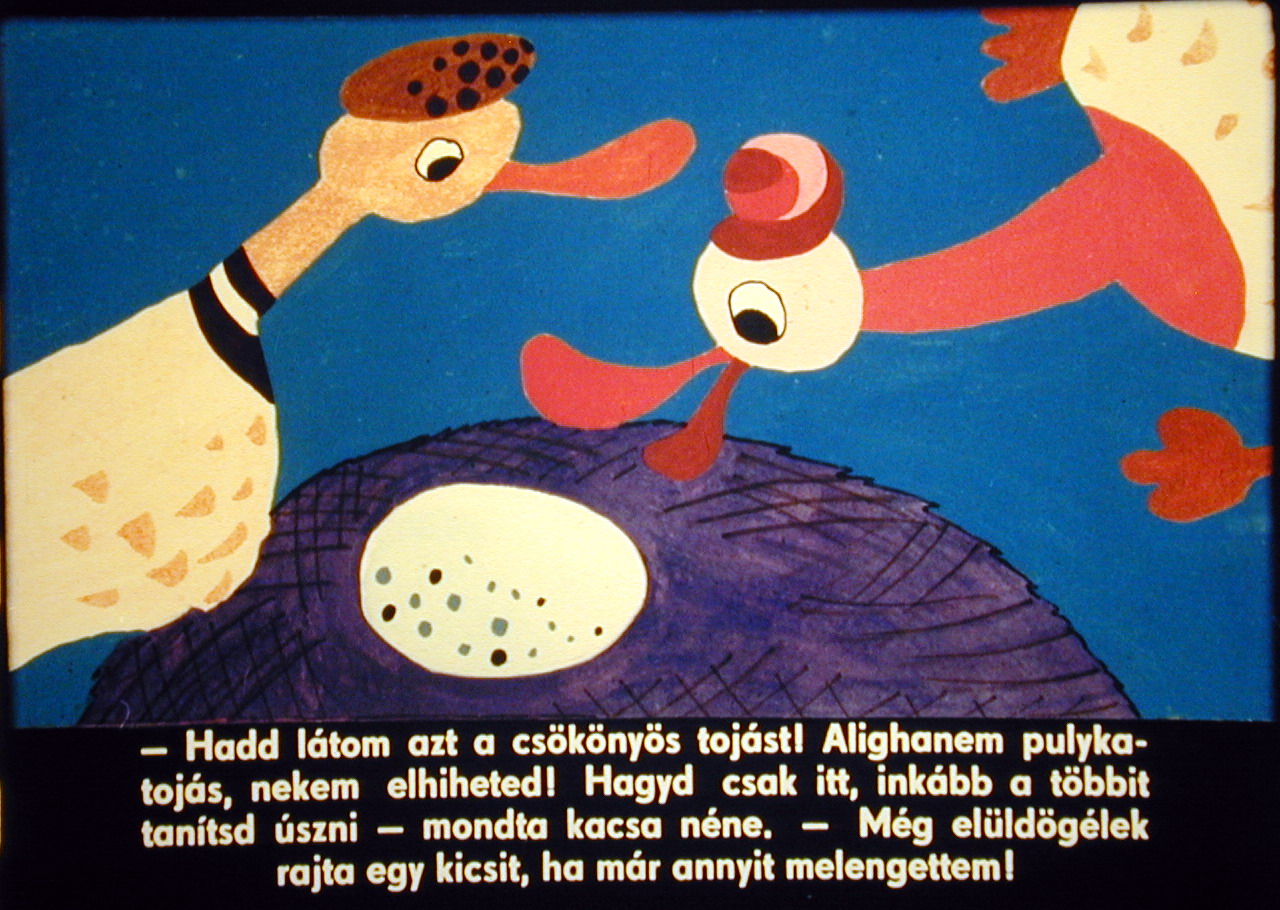 — Hadd látom azt a csökönyös tojást! Alighanem pulyka-
tojás, nekem elhiheted! Hagyd csak itt, inkább a többit
tanítsd úszni — mondta kacsa néne. — Még elüldögélek
rajta egy kicsit, ha már annyit melengettem!